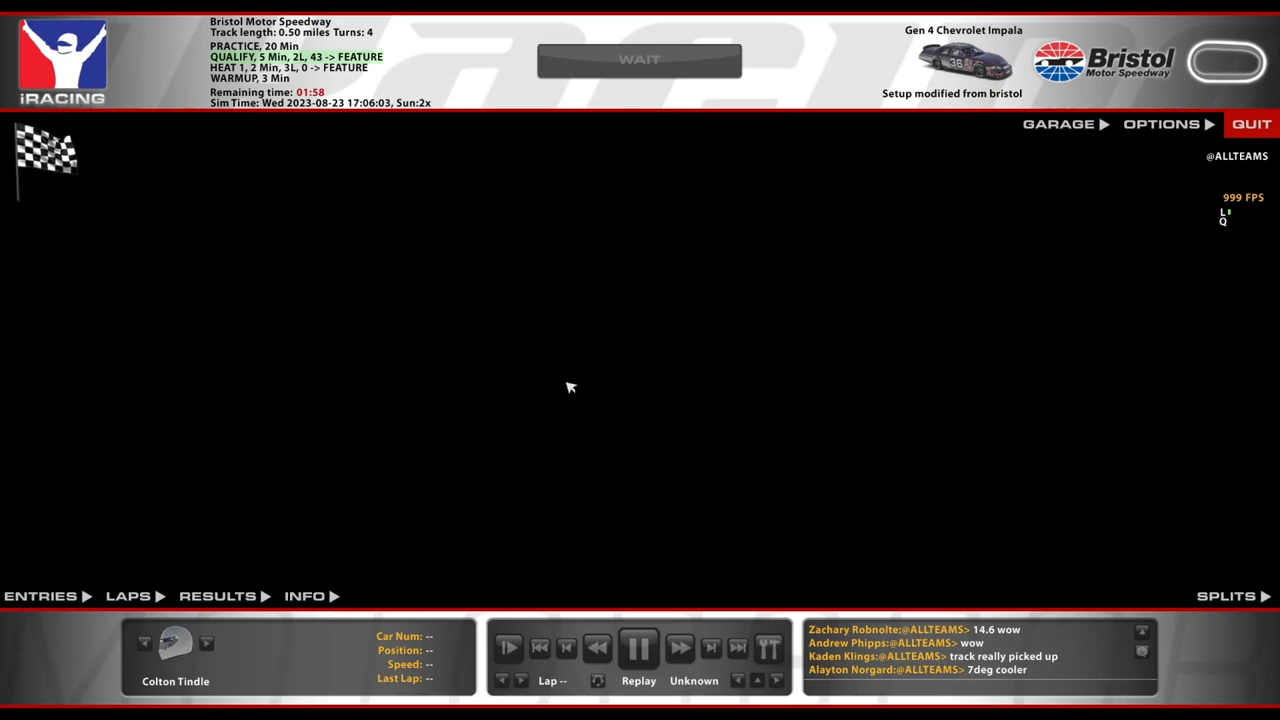 iRACING
Bristol Motor Speedway
Track length: 0.50 miles Turns: 4
PRACTICE, 20 Min
QUALIFY, 5 Min, 2L, 43 -> FEATURE
HEAT 1, 2 Min, 3L, 0 -> FEATURE
WARMUP, 3 Min
Remaining time: 01:58
Sim Time: Wed 2023-08-23 17:06:03, Sun:2x
WAIT
Gen 4 Chevrolet Impala
36
Setup modified from bristol
Bristol
Motor Speedway
GARAGE OPTIONS QUIT
@ALLTEAMS
999 FPS
L
Q
ENTRIES LAPS RESULTS INFO SPLITS
Colton Tindle
Car Num: --
Position: --
Speed: --
Last Lap: --
Lap -- Replay Unknown
Zachary Robnolte:@ALLTEAMS> 14.6 wow
Andrew Phipps:@ALLTEAMS> wow
Kaden Klings:@ALLTEAMS> track really picked up
Alayton Norgard:@ALLTEAMS> 7deg cooler